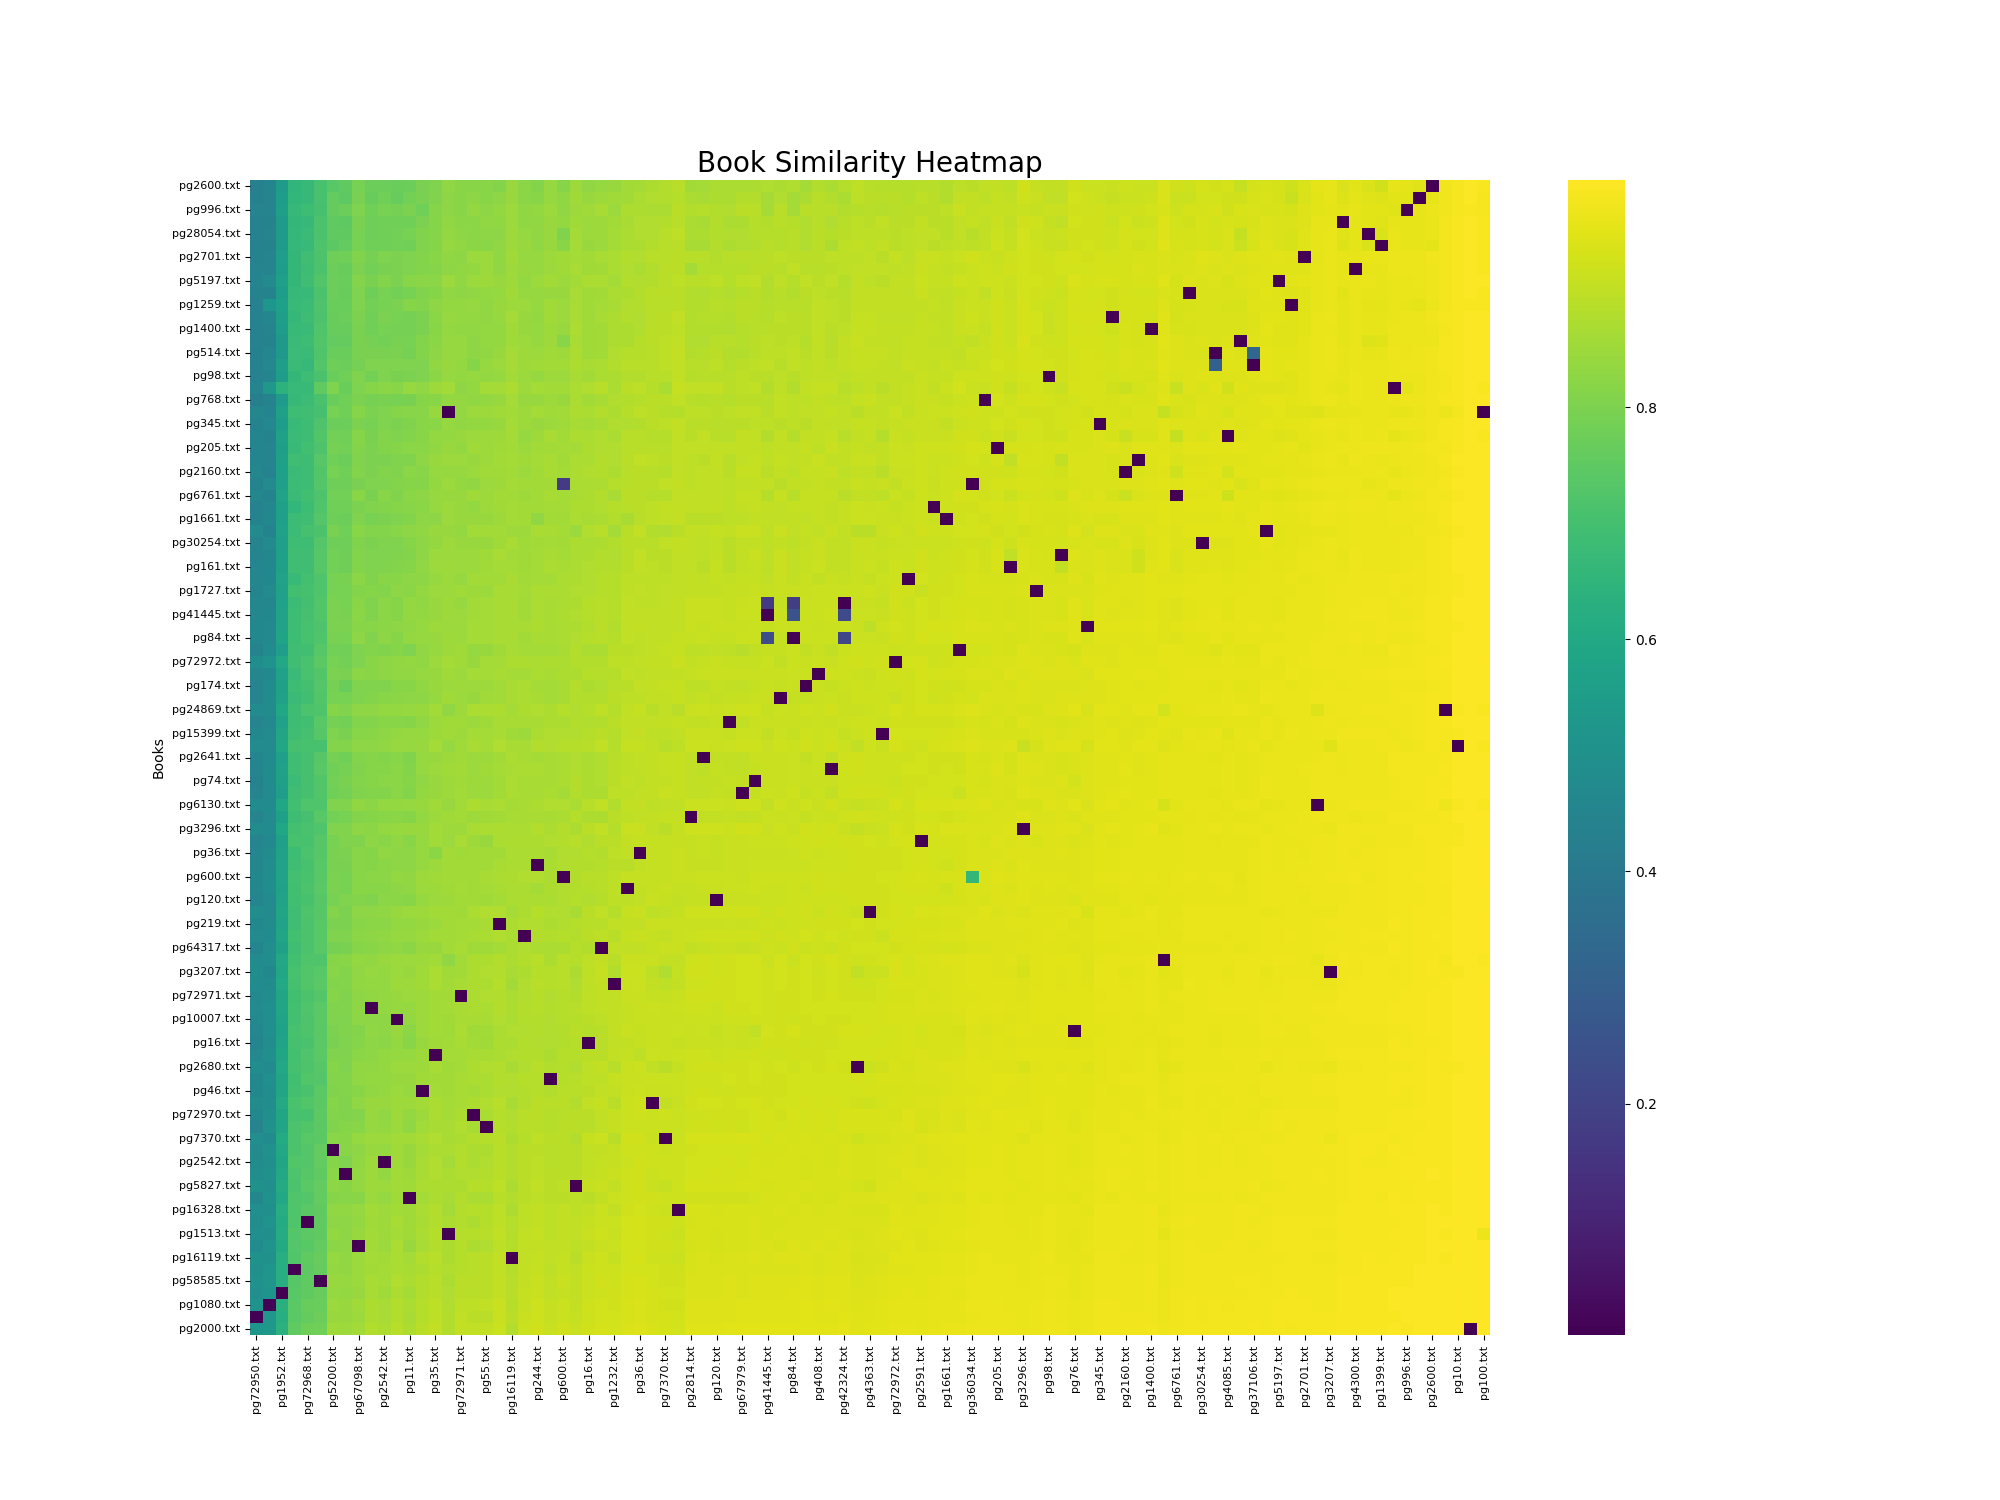 Book Similarity Heatmap
pg2600.txt
pg996.txt
pg28054.txt
pg2701.txt
pg5197.txt
pg1259.txt
pg1400.txt
pg514.txt
pg98.txt
pg768.txt
pg345.txt
pg205.txt
pg2160.txt
pg6761.txt
pg1661.txt
pg30254.txt
pg161.txt
pg1727.txt
pg41445.txt
pg84.txt
pg72972.txt
pg174.txt
pg24869.txt
pg15399.txt
pg2641.txt
pg74.txt
pg6130.txt
pg3296.txt
pg36.txt
pg600.txt
pg120.txt
pg219.txt
pg64317.txt
pg3207.txt
pg72971.txt
pg10007.txt
pg16.txt
pg2680.txt
pg46.txt
pg72970.txt
pg7370.txt
pg2542.txt
pg5827.txt
pg16328.txt
pg1513.txt
pg16119.txt
pg58585.txt
pg1080.txt
pg2000.txt
Books
pg72950.txt
pg1952.txt
pg72968.txt
pg5200.txt
pg67098.txt
pg2542.txt
pg11.txt
pg35.txt
pg72971.txt
pg55.txt
pg16119.txt
pg244.txt
pg600.txt
pg16.txt
pg1232.txt
pg36.txt
pg7370.txt
pg2814.txt
pg120.txt
pg67979.txt
pg41445.txt
pg84.txt
pg408.txt
pg42324.txt
pg4363.txt
pg72972.txt
pg2591.txt
pg1661.txt
pg36034.txt
pg205.txt
pg3296.txt
pg98.txt
pg76.txt
pg345.txt
pg2160.txt
pg1400.txt
pg6761.txt
pg30254.txt
pg4085.txt
pg37106.txt
pg5197.txt
pg2701.txt
pg3207.txt
pg4300.txt
pg1399.txt
pg996.txt
pg2600.txt
pg10.txt
pg100.txt
0.8
0.6
0.4
0.2